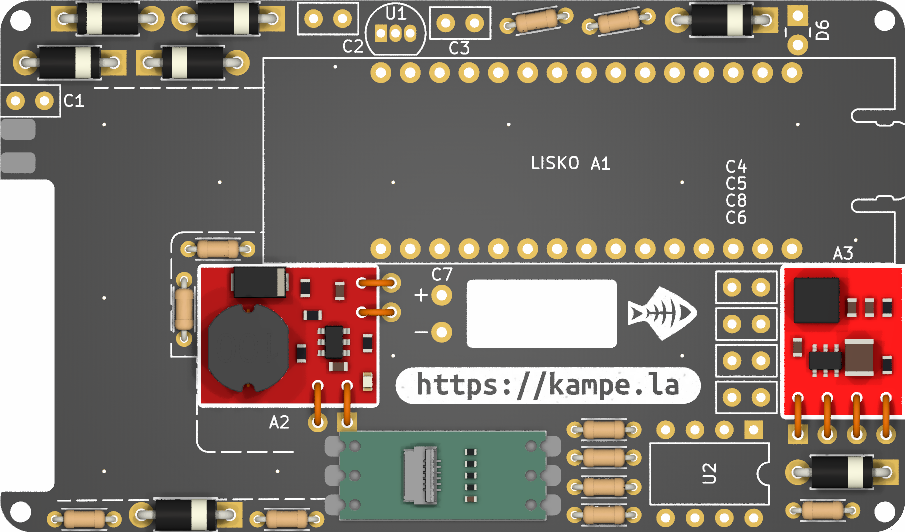 U1
C2
C3
D6
C1
LISKO A1
C4
C5
C8
C6
A3
C7
+
−
https://kampe.la
A2
U2